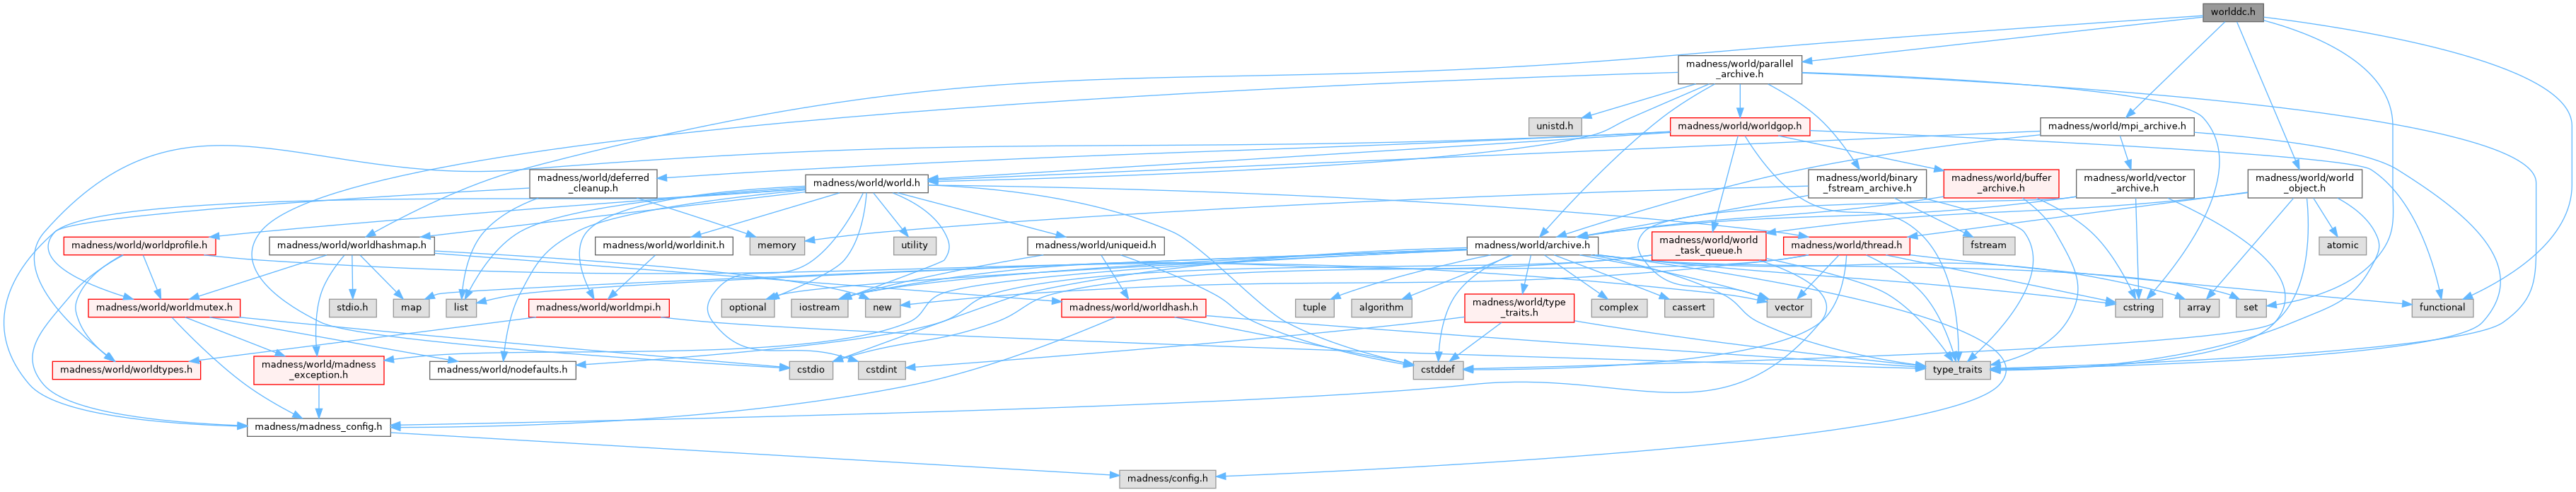 worlddc.h
madness/world/parallel
_archive.h
unistd.h
madness/world/worldgop.h
madness/world/mpi_archive.h
madness/world/deferred
_cleanup.h
madness/world/world.h
madness/world/binary
_fstream_archive.h
madness/world/buffer
_archive.h
madness/world/vector
_archive.h
madness/world/world
_object.h
madness/world/worldprofile.h
madness/world/worldhashmap.h
madness/world/worldinit.h
memory
utility
madness/world/uniqueid.h
madness/world/archive.h
madness/world/world
_task_queue.h
madness/world/thread.h
fstream
atomic
madness/world/worldmutex.h
stdio.h
map
list
madness/world/worldmpi.h
optional
iostream
new
madness/world/worldhash.h
tuple
algorithm
madness/world/type
_traits.h
complex
cassert
vector
cstring
array
set
functional
madness/world/worldtypes.h
madness/world/madness
_exception.h
madness/world/nodefaults.h
cstdio
cstdint
cstddef
type_traits
madness/madness_config.h
madness/config.h